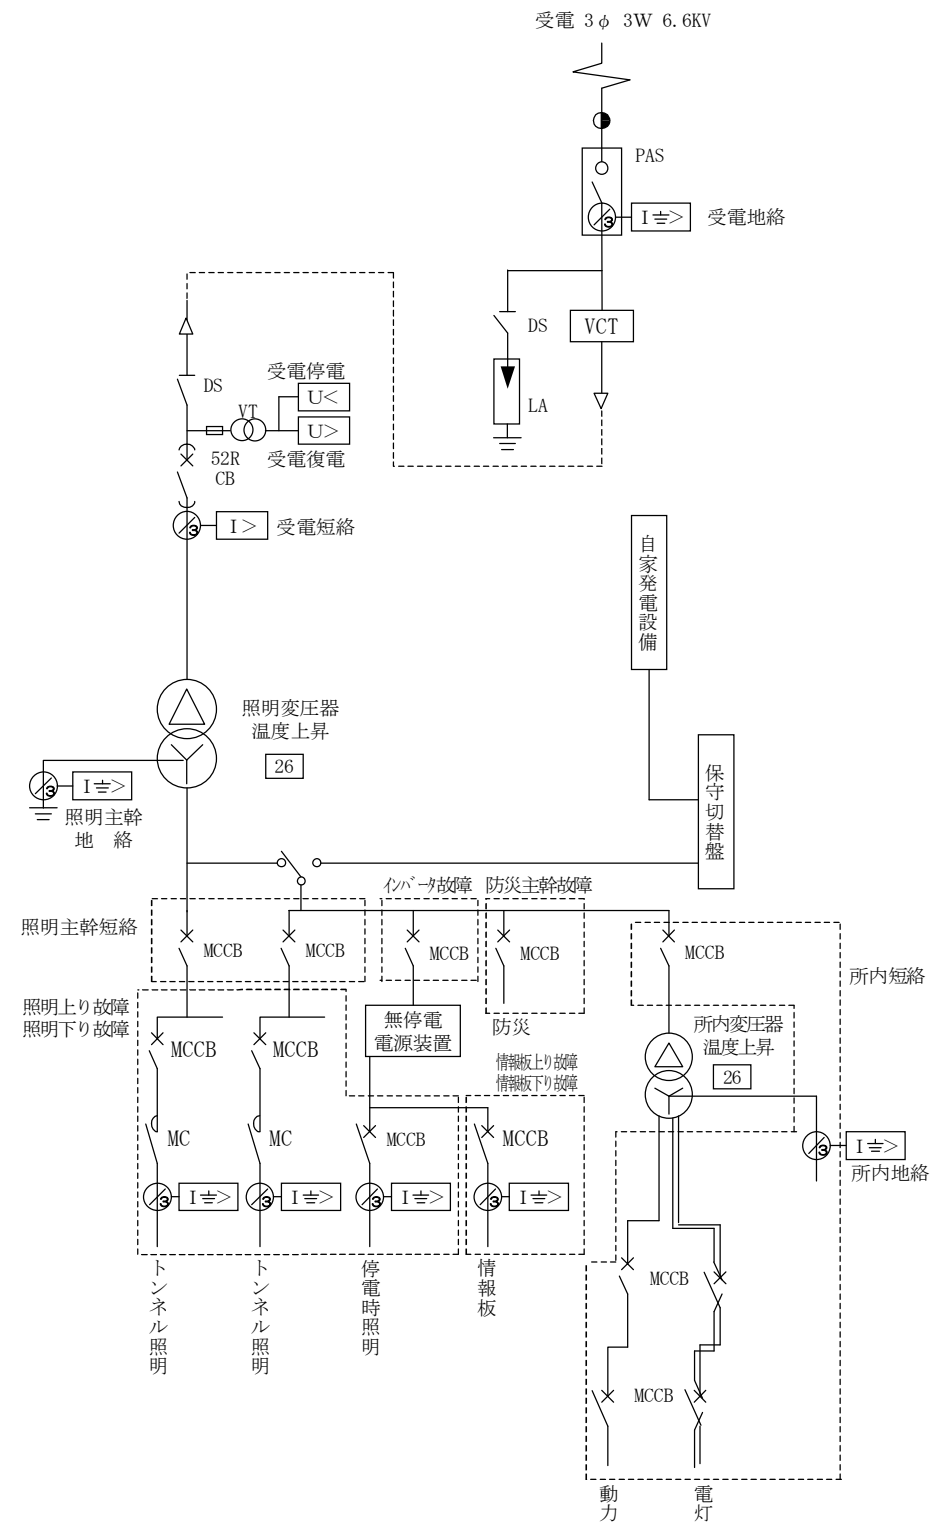 受電 3φ 3W 6.6KV
PAS
I >
受電地絡
DS
VCT
LA
受電停電
DS
U<
VT
U>
52R
CB
受電復電
3
I>
受電短絡
自家発電設備
照明変圧器
温度上昇
26
3
I >
照明主幹
地 絡
保守切替盤
インバータ故障
防災主幹故障
照明主幹短絡
MCCB
MCCB
MCCB
MCCB
MCCB
所内短絡
照明上り故障
照明下り故障
無停電
電源装置
防災
MCCB
MCCB
所内変圧器
温度上昇
26
情報板上り故障
情報板下り故障
MC
MC
MCCB
MCCB
3
I >
所内地絡
3
I >
3
I >
3
I >
3
I >
トンネル照明
トンネル照明
停電時照明
情報板
MCCB
MCCB
動力
電灯